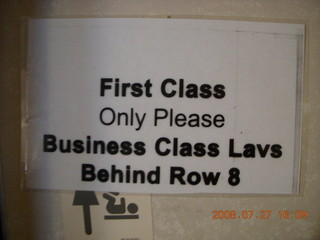 First Class
Only Please
Business Class Lavs
Behind Row 8